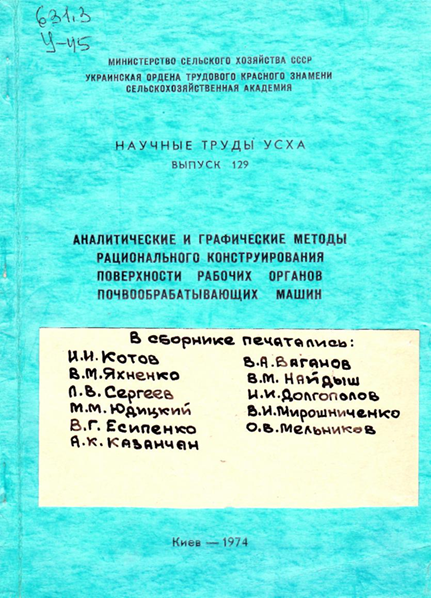 631.3
У-45
МИНИСТЕРСТВО СЕЛЬСКОГО ХОЗЯЙСТВА СССР
УКРАИНСКАЯ ОРДЕНА ТРУДОВОГО КРАСНОГО ЗНАМЕНИ
СЕЛЬСКОХОЗЯЙСТВЕННАЯ АКАДЕМИЯ
НАУЧНЫЕ ТРУДЫ УСХА
ВЫПУСК 129
АНАЛИТИЧЕСКИЕ И ГРАФИЧЕСКИЕ МЕТОДЫ
РАЦИОНАЛЬНОГО КОНСТРУИРОВАНИЯ
ПОВЕРХНОСТИ РАБОЧИХ ОРГАНОВ
ПОЧВООБРАБАТЫВАЮЩИХ МАШИН
В сборнике печатались:
И.И. Котов
В.М. Яхненко
Л.В. Сергеев
М.М. Юдицкий
В.Г. Есипенко
А.К. Казанчан
В.А. Ваганов
В.М. Найдыш
И.И. Долгополов
В.И. Мирошниченко
О.В. Мельников
Киев — 1974